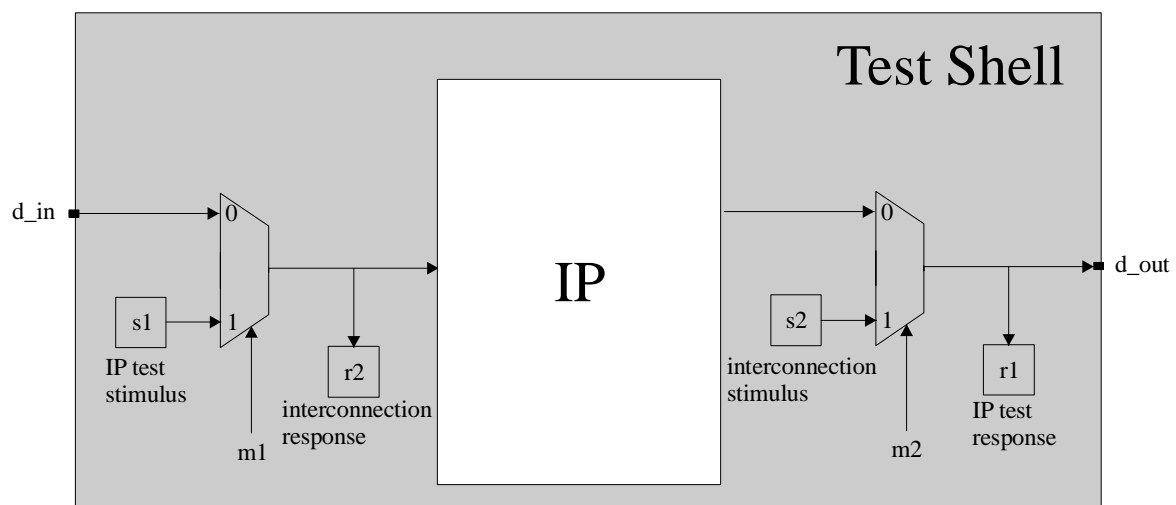 Test Shell
d_in
0
1
s1
IP test
stimulus
m1
r2
interconnection
response
IP
0
1
s2
interconnection
stimulus
m2
r1
IP test
response
d_out